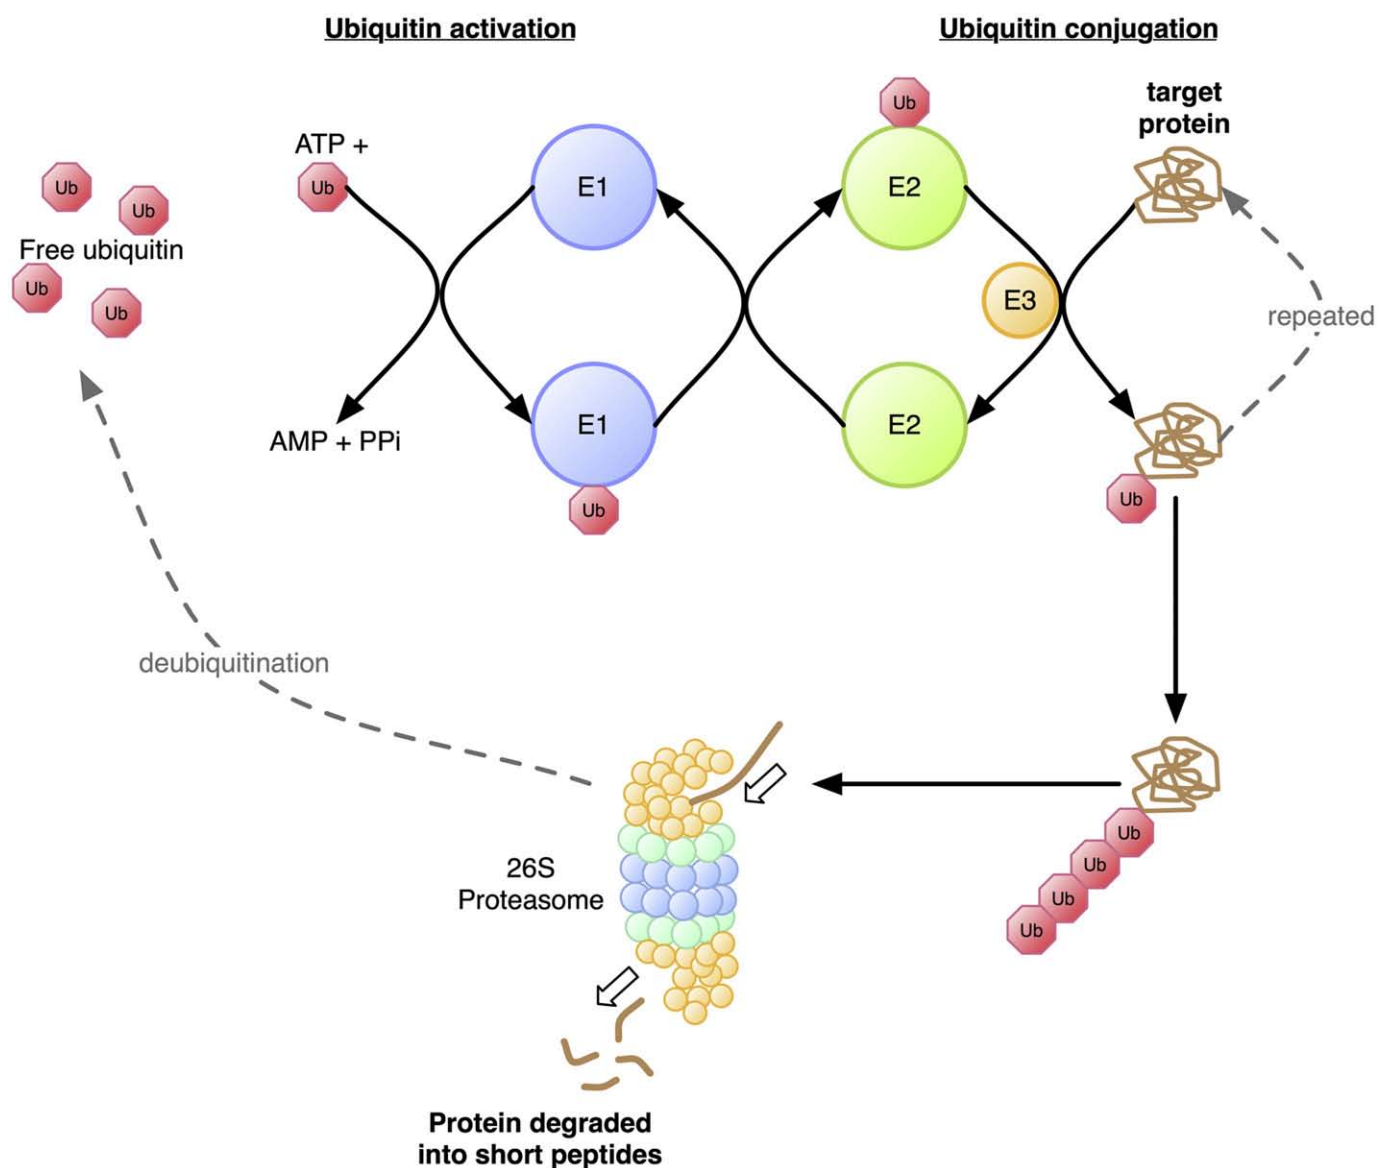 Ubiquitin activation
Ubiquitin conjugation
Ub
target
protein
ATP +
Ub
Ub
Ub
E1
E2
Free ubiquitin
Ub
Ub
E3
repeated
AMP + PPi
E1
E2
Ub
Ub
deubiquitination
Ub
Ub
Ub
Ub
26S
Proteasome
Protein degraded
into short peptides